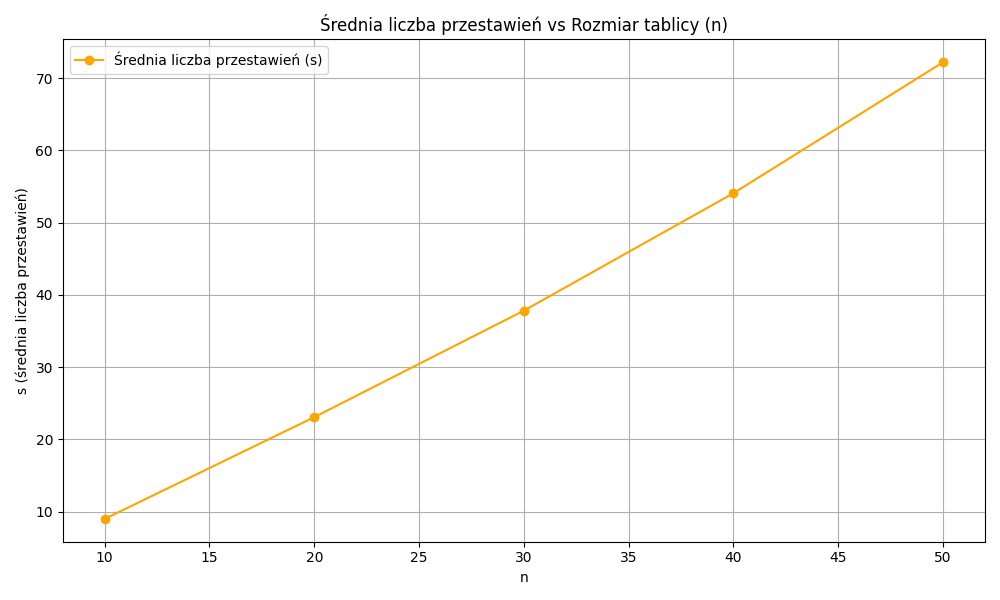 Średnia liczba przestawień vs Rozmiar tablicy (n)
Średnia liczba przestawień (s)
s (średnia liczba przestawień)
70
60
50
40
30
20
10
10 15 20 25 30 35 40 45 50
n